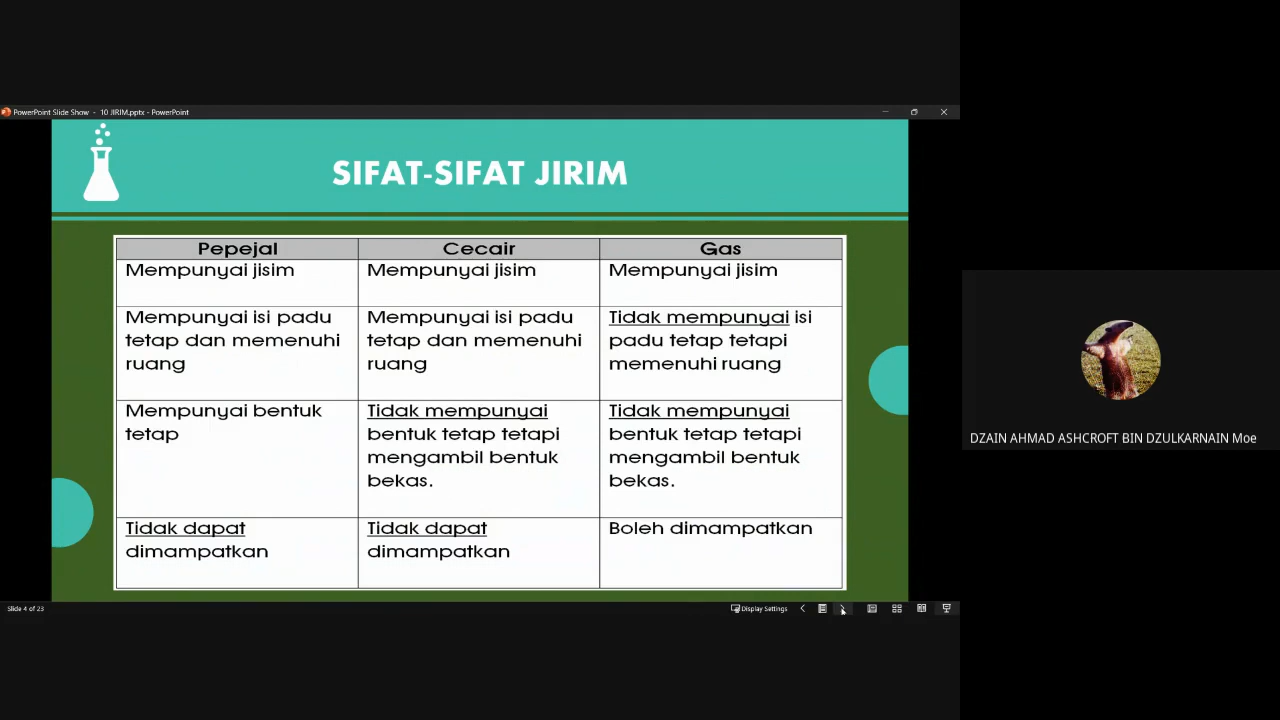 PowerPoint Slide Show - 10 JIRIM.pptx - PowerPoint
SIFAT-SIFAT JIRIM
Pepejal Cecair Gas
Mempunyai jisim Mempunyai jisim Mempunyai jisim
Mempunyai isi padu
tetap dan memenuhi
ruang
Mempunyai isi padu
tetap dan memenuhi
ruang
Tidak mempunyai isi
padu tetap tetapi
memenuhi ruang
Mempunyai bentuk
tetap
Tidak mempunyai
bentuk tetap tetapi
mengambil bentuk
bekas.
Tidak mempunyai
bentuk tetap tetapi
mengambil bentuk
bekas.
Tidak dapat
dimampatkan
Tidak dapat
dimampatkan
Boleh dimampatkan
Slide 4 of 23
Display Settings
DZAIN AHMAD ASHCROFT BIN DZULKARNAIN Moe